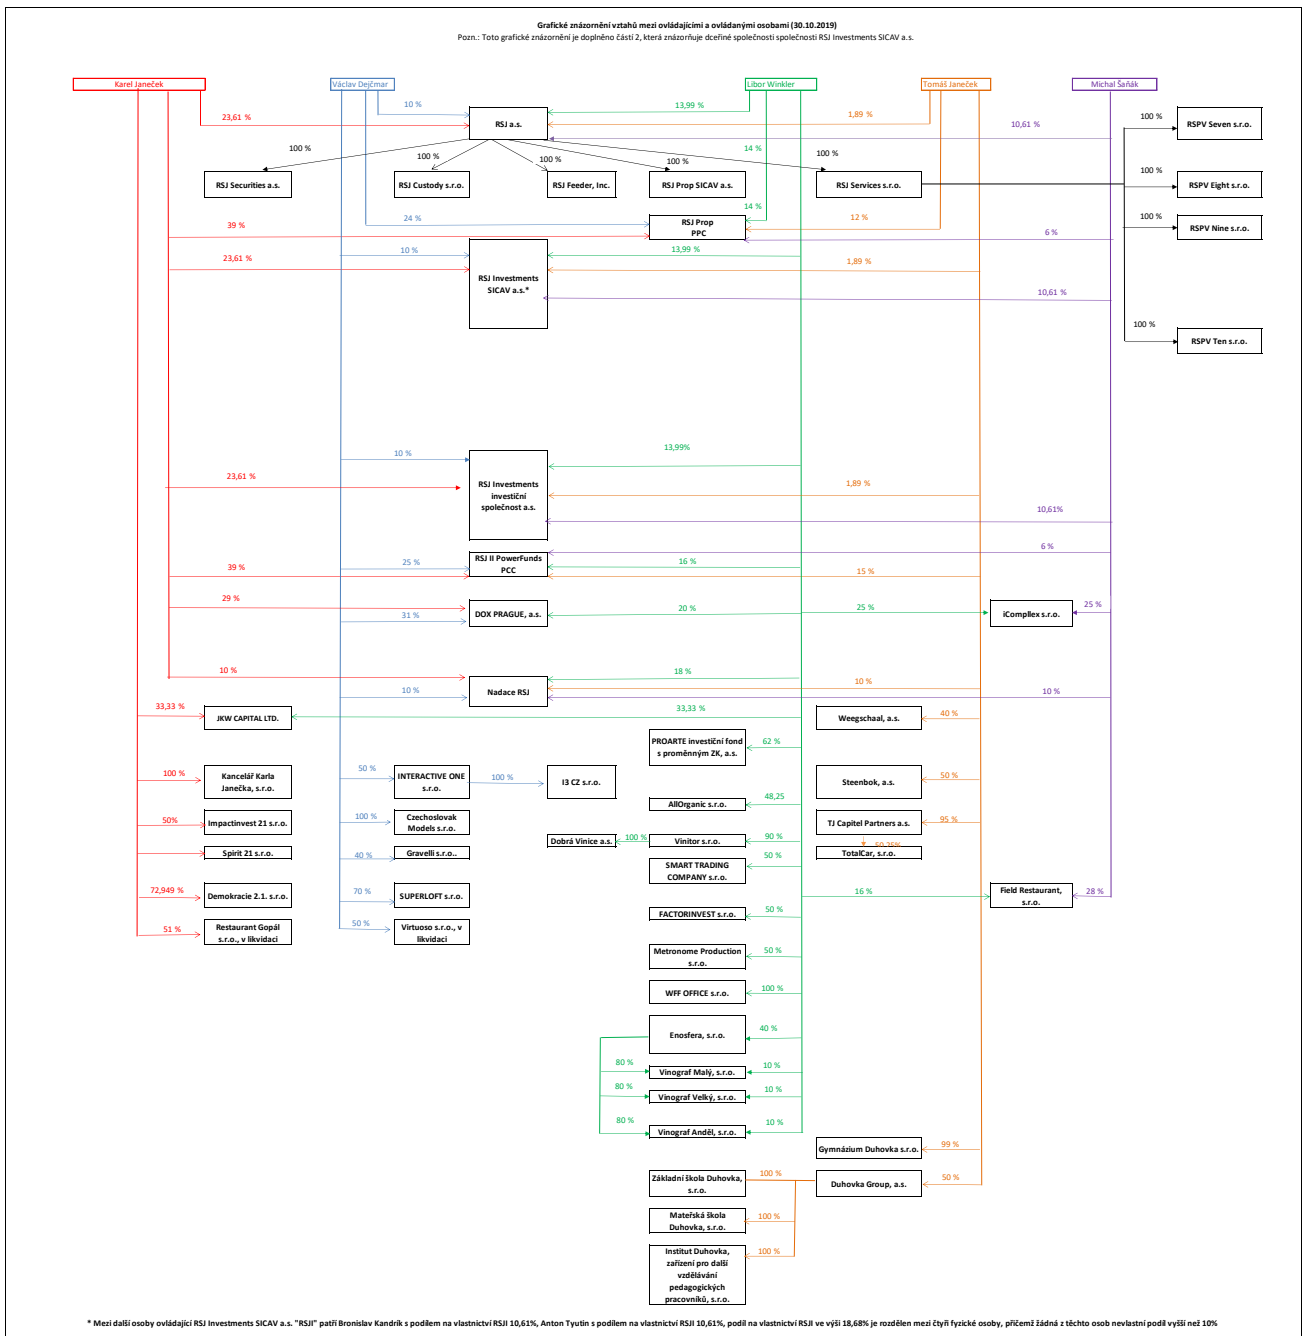 Grafické znázornění vztahů mezi ovládajícími a ovládanými osobami (30.10.2019)
Pozn.: Toto grafické znázornění je doplněno částí 2, která znázorňuje dceřiné společnosti společnosti RSJ Investments SICAV a.s.
Karel Janeček
Václav Dejčmar
Libor Winkler
Tomáš Janeček
Michal Šaňák
10 %
13,99 %
23,61 %
1,89 %
10,61 %
RSJ a.s.
100 %
RSPV Seven s.r.o.
14 %
100 %
100 %
100 %
100 %
100 %
RSJ Securities a.s.
RSJ Custody s.r.o.
RSJ Feeder, Inc.
RSJ Prop SICAV a.s.
RSJ Services s.r.o.
100 %
RSPV Eight s.r.o.
14 %
24 %
39 %
12 %
6 %
RSJ Prop
PPC
100 %
RSPV Nine s.r.o.
10 %
13,99 %
23,61 %
1,89 %
10,61 %
RSJ Investments
SICAV a.s.*
100 %
RSPV Ten s.r.o.
10 %
13,99%
23,61 %
1,89 %
10,61%
RSJ Investments
investiční
společnost a.s.
6 %
25 %
16 %
39 %
15 %
RSJ II PowerFunds
PCC
29 %
31 %
20 %
25 %
25 %
DOX PRAGUE, a.s.
iCompllex s.r.o.
10 %
18 %
10 %
10 %
10 %
Nadace RSJ
33,33 %
JKW CAPITAL LTD.
33,33 %
Weegschaal, a.s.
40 %
PROARTE investiční fond
s proměnným ZK, a.s.
62 %
100 %
Kancelář Karla
Janečka, s.r.o.
50 %
INTERACTIVE ONE
s.r.o.
100 %
I3 CZ s.r.o.
Steenbok, a.s.
50 %
AllOrganic s.r.o.
48,25
50%
Impactinvest 21 s.r.o.
100 %
Czechoslovak
Models s.r.o.
TJ Capitel Partners a.s.
95 %
Dobrá Vinice a.s.
100 %
Vinitor s.r.o.
90 %
50,25%
Spirit 21 s.r.o.
40 %
Gravelli s.r.o..
TotalCar, s.r.o.
SMART TRADING
COMPANY s.r.o.
50 %
72,949 %
Demokracie 2.1. s.r.o.
70 %
SUPERLOFT s.r.o.
16 %
Field Restaurant,
s.r.o.
28 %
FACTORINVEST s.r.o.
50 %
51 %
Restaurant Gopál
s.r.o., v likvidaci
50 %
Virtuoso s.r.o., v
likvidaci
Metronome Production
s.r.o.
50 %
WFF OFFICE s.r.o.
100 %
Enosfera, s.r.o.
40 %
80 %
Vinograf Malý, s.r.o.
10 %
80 %
Vinograf Velký, s.r.o.
10 %
80 %
Vinograf Anděl, s.r.o.
10 %
Gymnázium Duhovka s.r.o.
99 %
Základní škola Duhovka,
s.r.o.
100 %
Duhovka Group, a.s.
50 %
Mateřská škola
Duhovka, s.r.o.
100 %
Institut Duhovka,
zařízení pro další
vzdělávání
pedagogických
pracovníků, s.r.o.
100 %
* Mezi další osoby ovládající RSJ Investments SICAV a.s. "RSJI" patří Bronislav Kandrík s podílem na vlastnictví RSJI 10,61%, Anton Tyutin s podílem na vlastnictví RSJI 10,61%, podíl na vlastnictví RSJI ve výši 18,68% je rozdělen mezi čtyři fyzické osoby, přičemž žádná z těchto osob nevlastní podíl vyšší než 10%